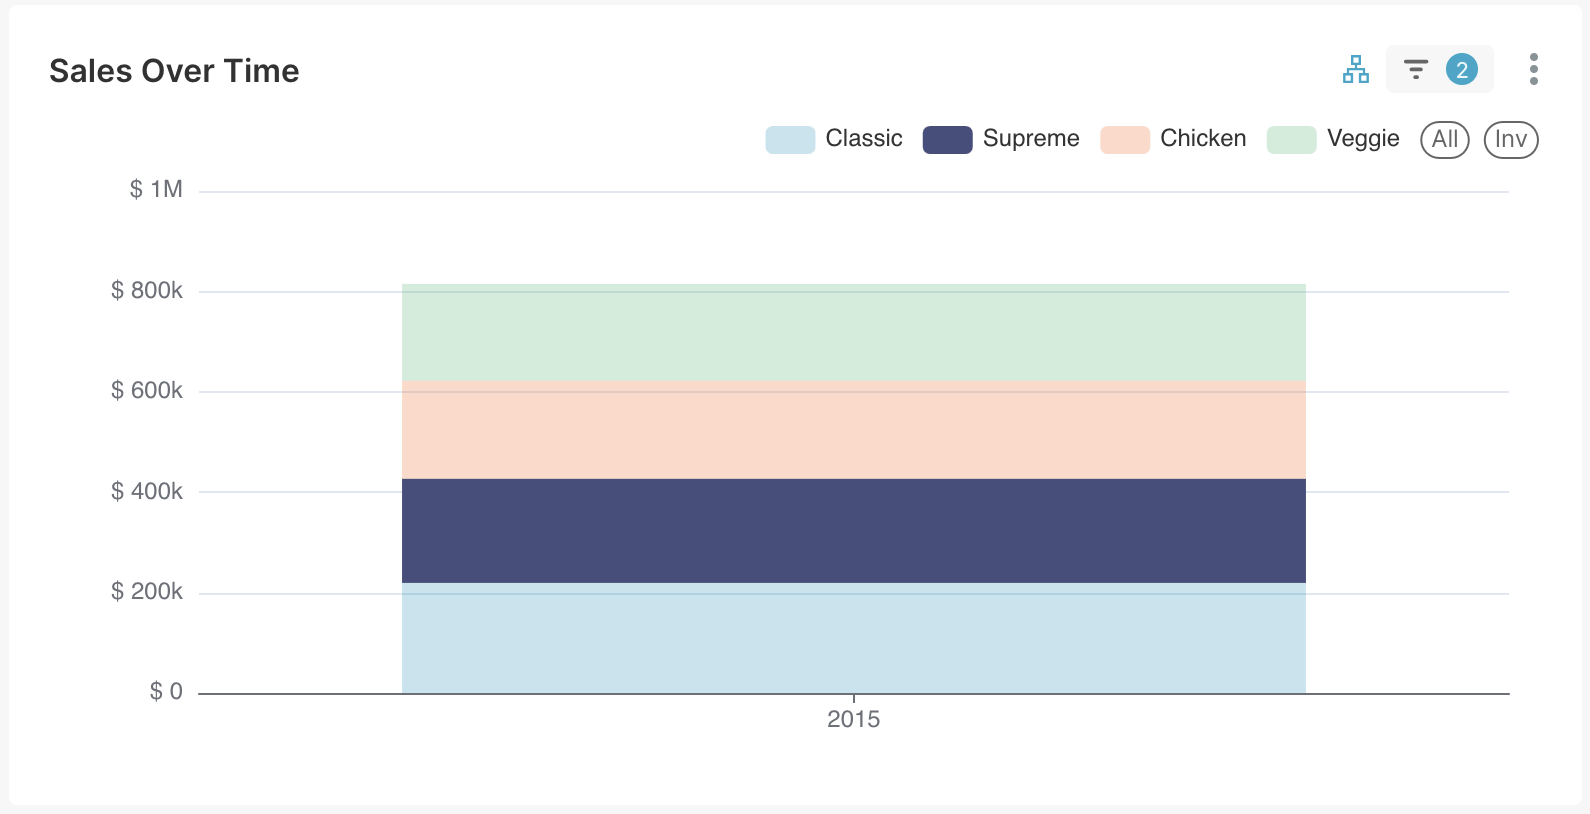 Sales Over Time
2
Classic Supreme Chicken Veggie All Inv
$ 1M
$ 800k
$ 600k
$ 400k
$ 200k
$ 0
2015